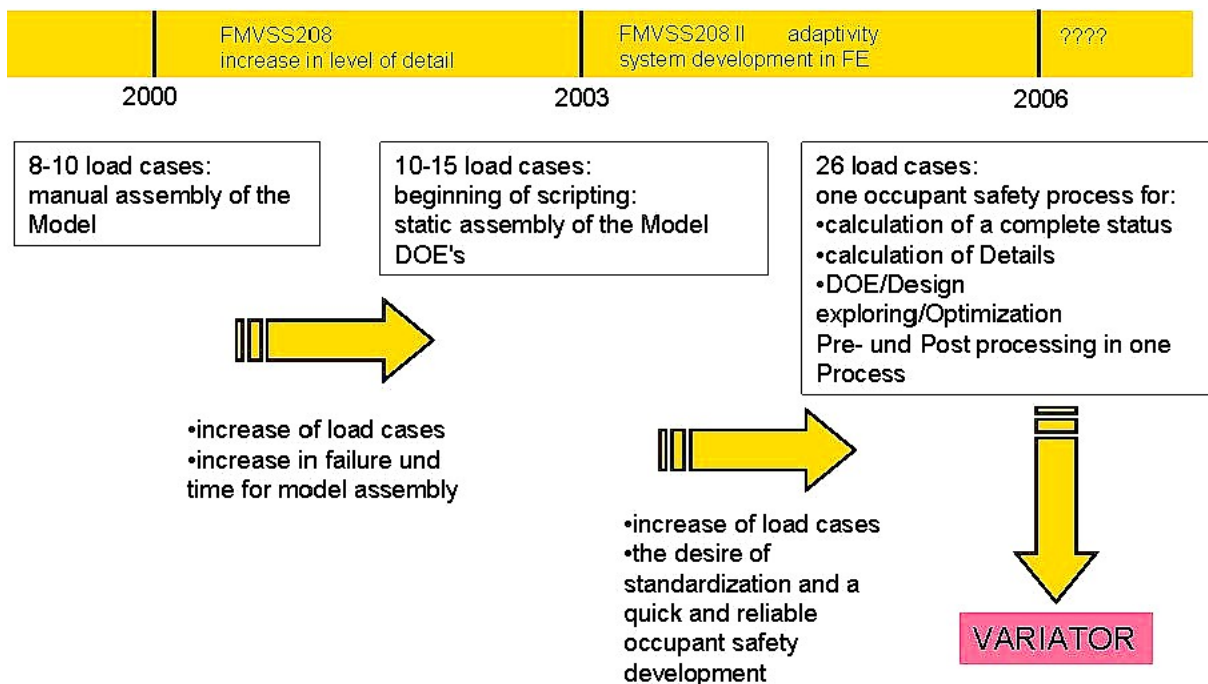 FMVSS208
increase in level of detail
FMVSS208 II adaptivity
system development in FE
????
2000
2003
2006
8-10 load cases:
manual assembly of the
Model
10-15 load cases:
beginning of scripting:
static assembly of the Model
DOE's
26 load cases:
one occupant safety process for:
•calculation of a complete status
•calculation of Details
•DOE/Design
exploring/Optimization
Pre- und Post processing in one
Process
•increase of load cases
•increase in failure und
time for model assembly
•increase of load cases
•the desire of
standardization and a
quick and reliable
occupant safety
development
VARIATOR